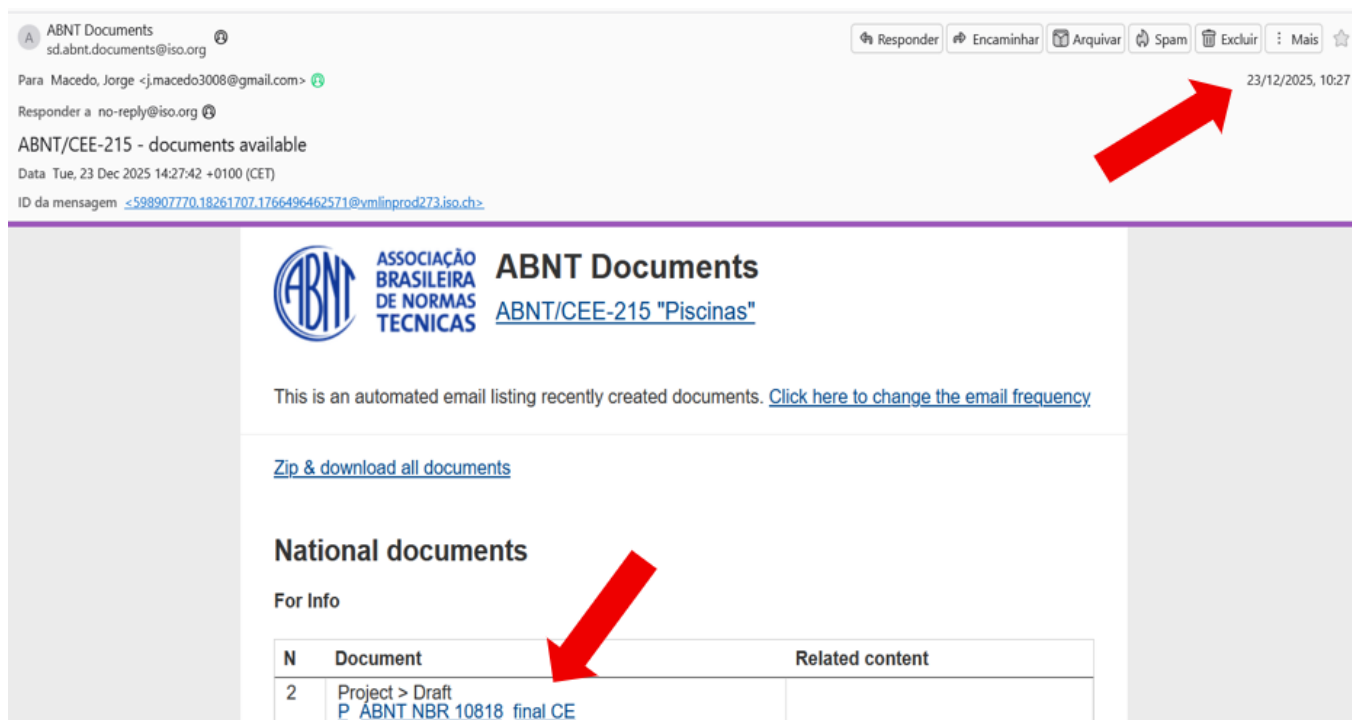 A ABNT Documents
sd.abnt.documents@iso.org
Responder Encaminhar Arquivar Spam Excluir Mais
Para Macedo, Jorge <j.macedo3008@gmail.com>
23/12/2025, 10:27
Responder a no-reply@iso.org
ABNT/CEE-215 - documents available
Data Tue, 23 Dec 2025 14:27:42 +0100 (CET)
ID da mensagem <598907770.18261707.1766496462571@vmlinprod273.iso.ch>
ABNT
ASSOCIAÇÃO
BRASILEIRA
DE NORMAS
TECNICAS
ABNT Documents
ABNT/CEE-215 "Piscinas"
This is an automated email listing recently created documents. Click here to change the email frequency
Zip & download all documents
National documents
For Info
N Document Related content
2 Project > Draft
P_ABNT NBR 10818_final CE